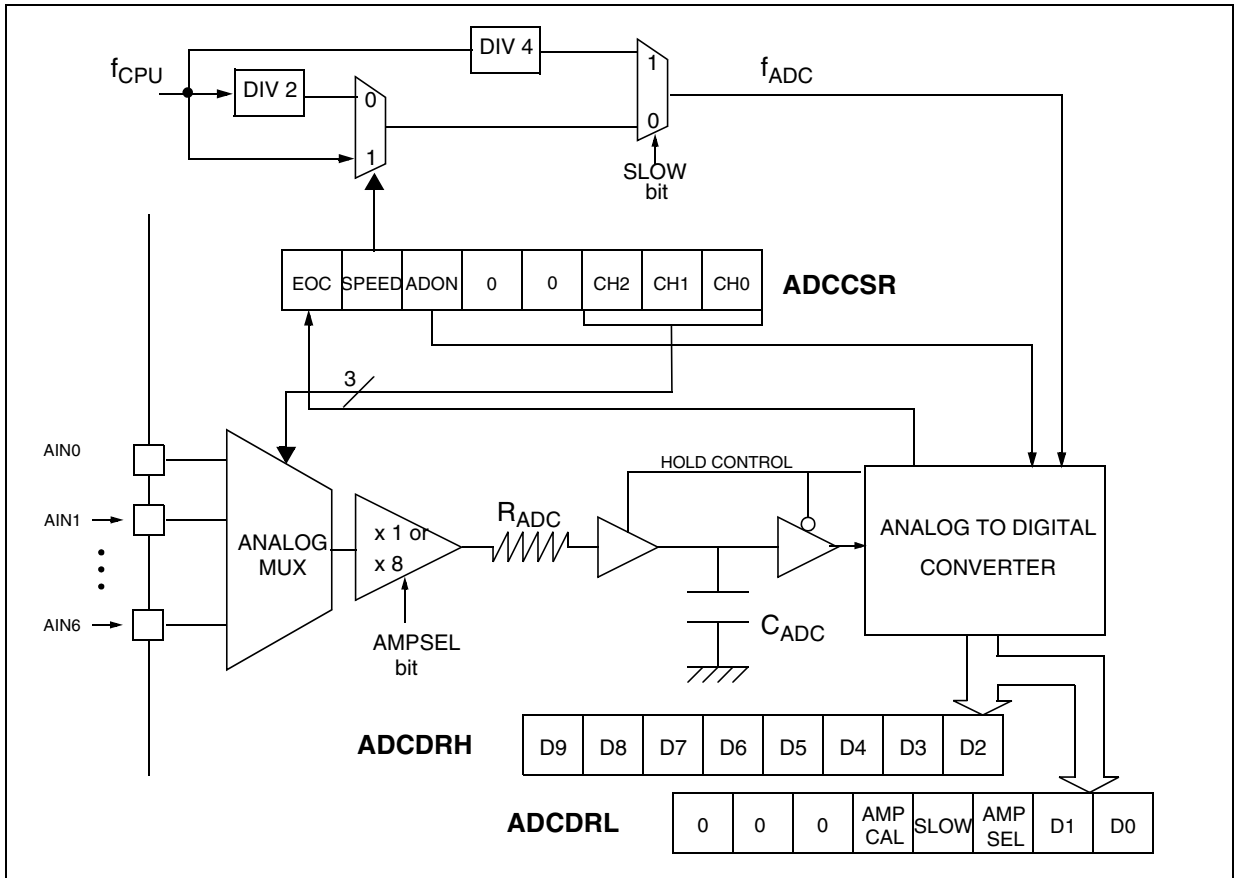 DIV 4
fCPU
DIV 2
0
1
1
0
fADC
SLOW
bit
EOC SPEED ADON 0 0 CH2 CH1 CH0
ADCCSR
3
AIN0
AIN1
AIN6
ANALOG
MUX
x 1 or
x 8
AMPSEL
bit
RADC
HOLD CONTROL
CADC
ANALOG TO DIGITAL
CONVERTER
ADCDRH
D9 D8 D7 D6 D5 D4 D3 D2
ADCDRL
0 0 0 AMP CAL SLOW AMP SEL D1 D0